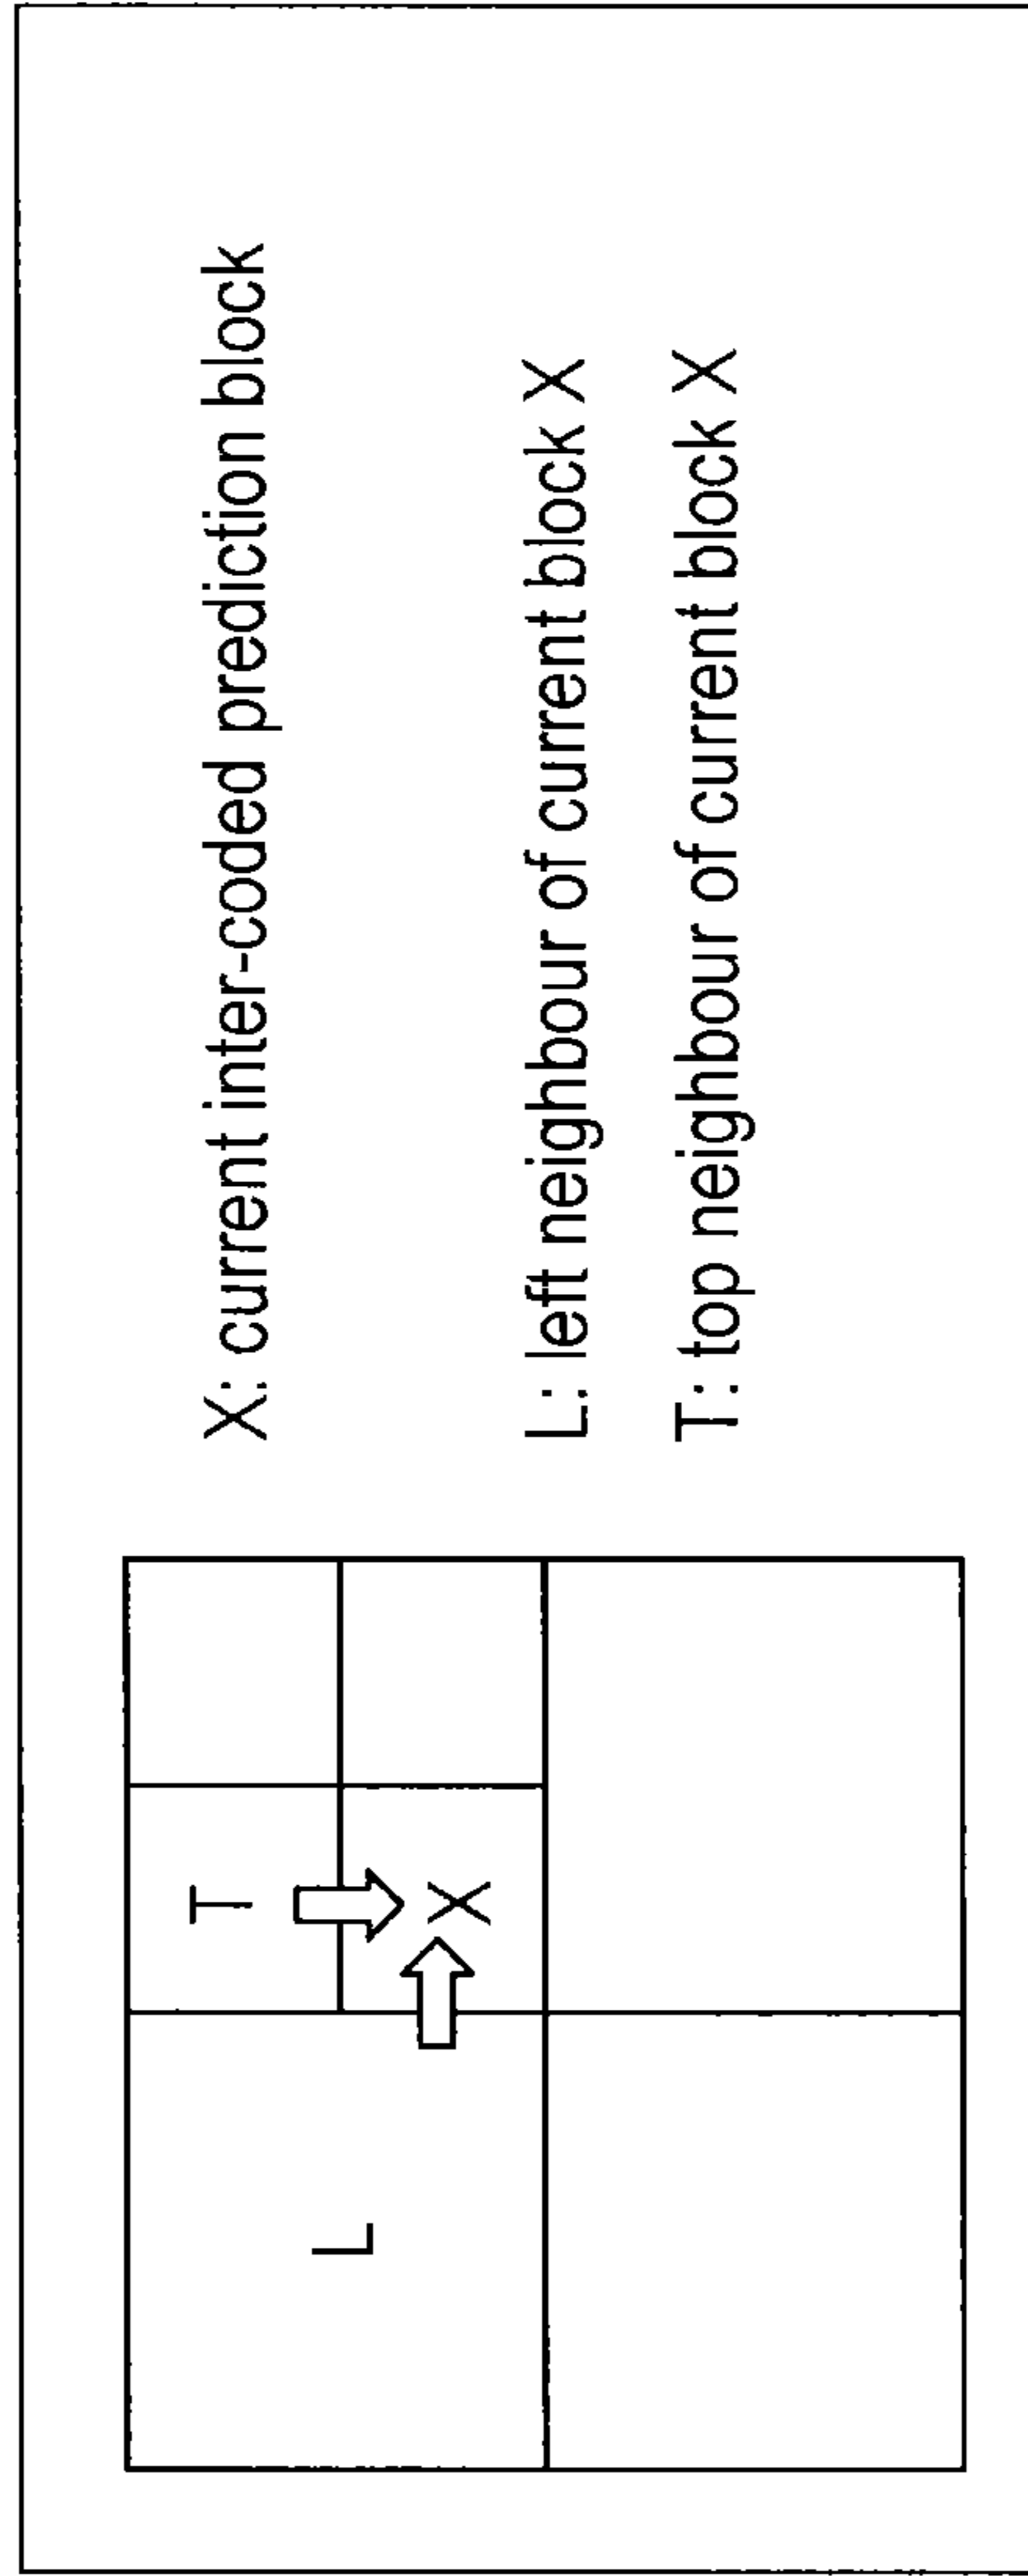 L
T
X
X: current inter-coded prediction block
L: left neighbour of current block X
T: top neighbour of current block X